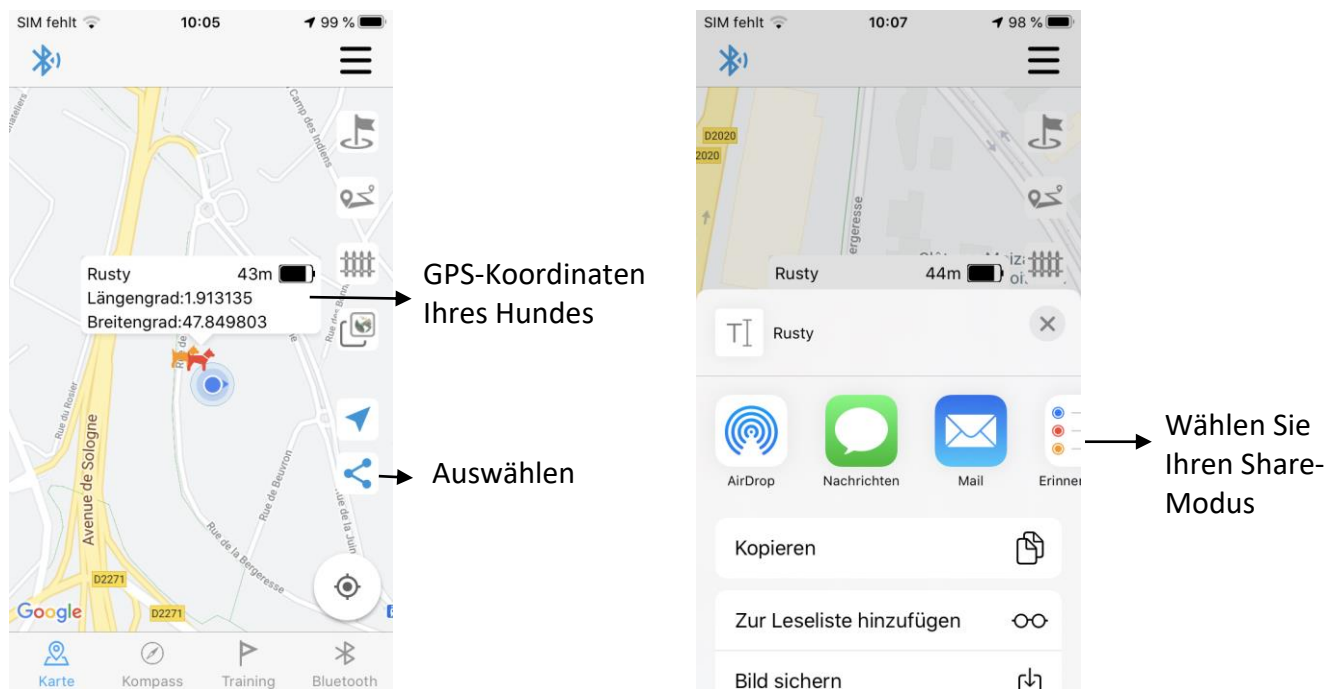 SIM fehlt 10:05 99 %
Camp des Indiens
Rusty 43m
Längengrad:1.913135
Breitengrad:47.849803
Rue du Rosier
Avenue de Sologne
Rue de Beuvron
Rue de la Bergeresse
D2271
D2271
Google
Karte Kompass Training Bluetooth
GPS-Koordinaten
Ihres Hundes
Auswählen
SIM fehlt 10:07 98 %
D2020
2020
ergeresse
Rusty 44m
Rusty
AirDrop Nachrichten Mail Erinner
Kopieren
Zur Leseliste hinzufügen
Bild sichern
Wählen Sie
Ihren Share-
Modus